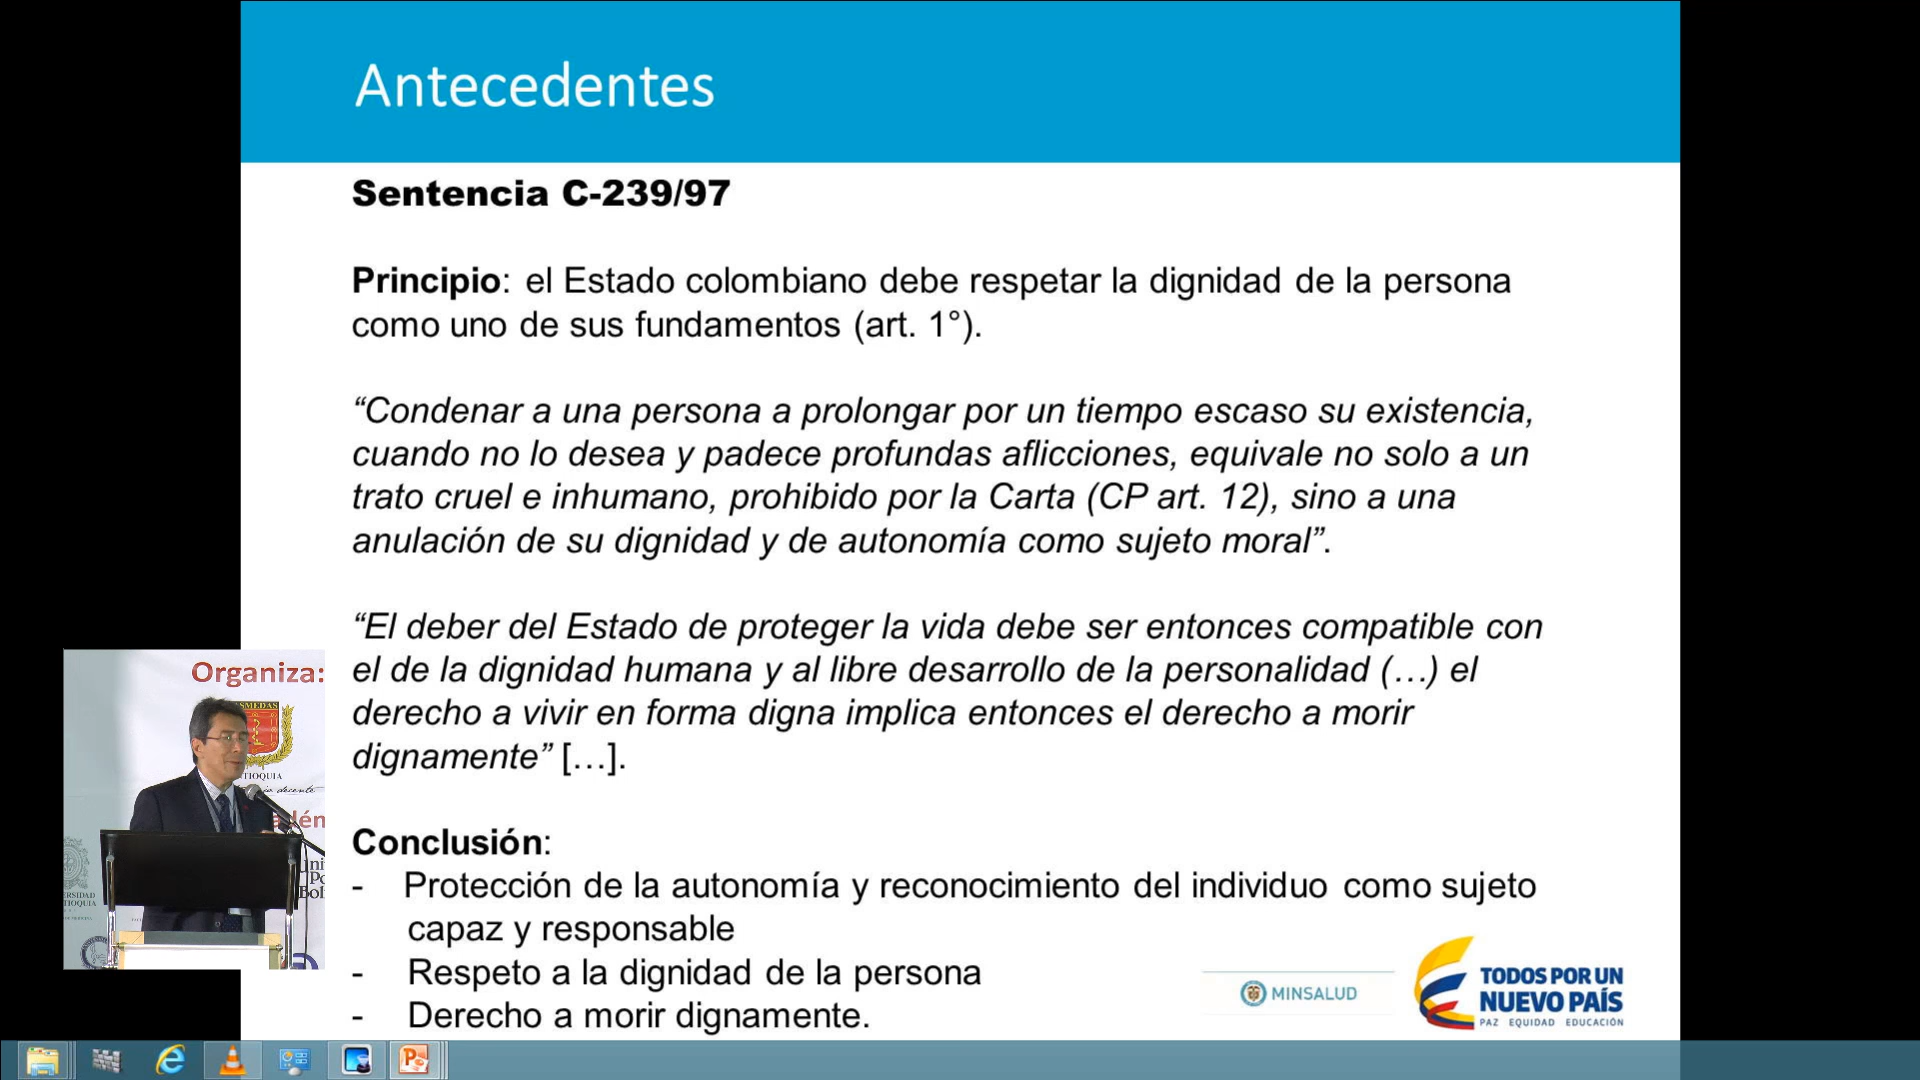 Antecedentes
Sentencia C-239/97
Principio: el Estado colombiano debe respetar la dignidad de la persona
como uno de sus fundamentos (art. 1°).
“Condenar a una persona a prolongar por un tiempo escaso su existencia,
cuando no lo desea y padece profundas aflicciones, equivale no solo a un
trato cruel e inhumano, prohibido por la Carta (CP art. 12), sino a una
anulación de su dignidad y de autonomía como sujeto moral”.
“El deber del Estado de proteger la vida debe ser entonces compatible con
el de la dignidad humana y al libre desarrollo de la personalidad (…) el
derecho a vivir en forma digna implica entonces el derecho a morir
dignamente” […].
Conclusión:
- Protección de la autonomía y reconocimiento del individuo como sujeto
capaz y responsable
- Respeto a la dignidad de la persona
- Derecho a morir dignamente.
MINSALUD
TODOS POR UN
NUEVO PAÍS
PAZ EQUIDAD EDUCACIÓN
Organiza: